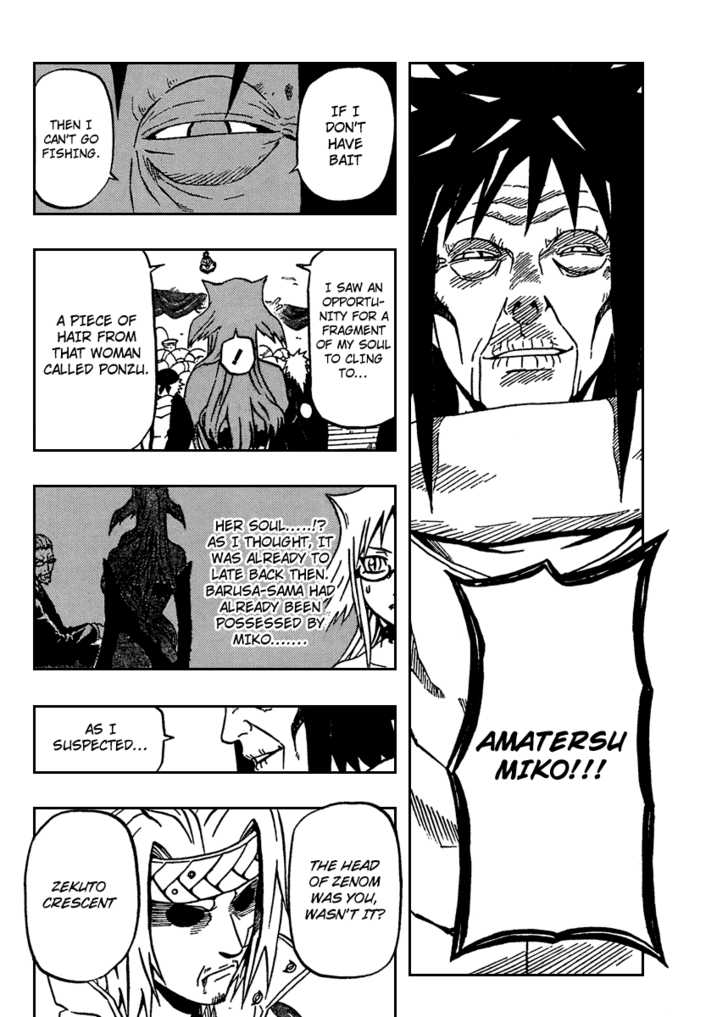 AMATERSU
MIKO!!!
IF I
DON'T
HAVE
BAIT
THEN I
CAN'T GO
FISHING.
I SAW AN
OPPORTU-
NITY FOR A
FRAGMENT
OF MY SOUL
TO CLING
TO...
A PIECE OF
HAIR FROM
THAT WOMAN
CALLED PONZU.
HER SOUL.....!?
AS I THOUGHT, IT
WAS ALREADY TO
LATE BACK THEN.
BARUSA-SAMA HAD
ALREADY BEEN
POSSESSED BY
MIKO.......
AS I
SUSPECTED...
THE HEAD
OF ZENOM
WAS YOU,
WASN'T IT?
ZEKUTO
CRESCENT